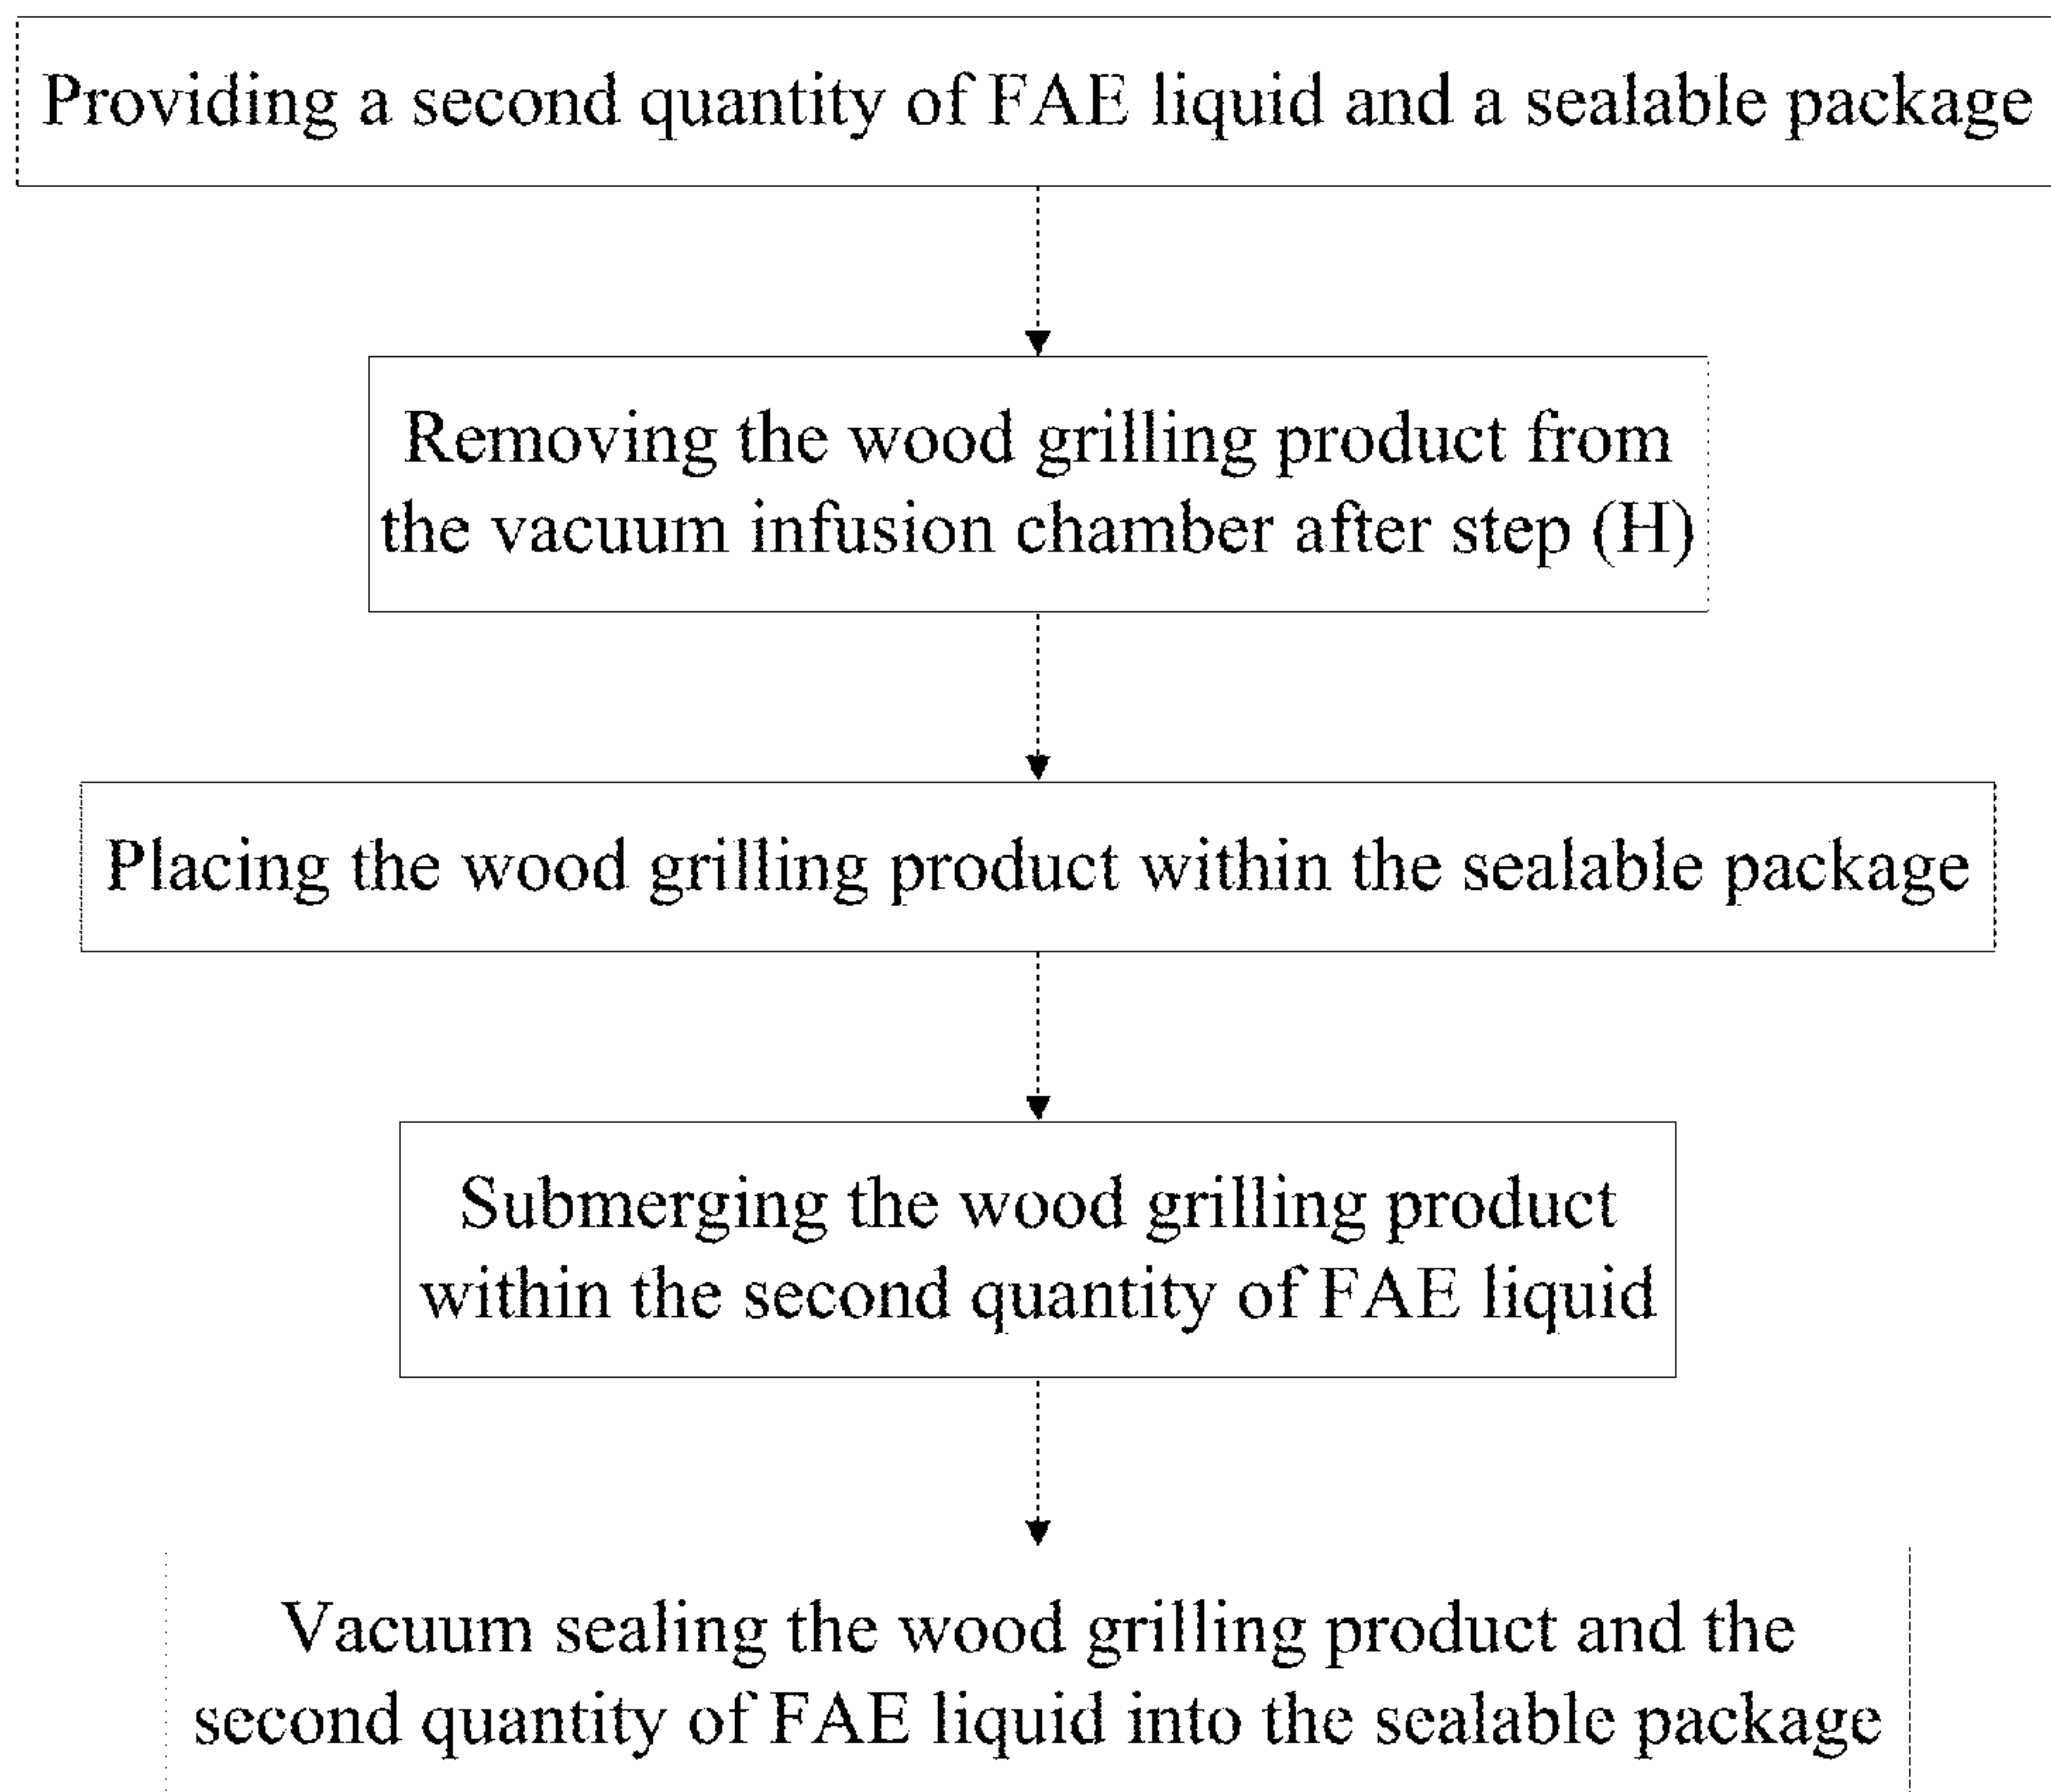 Providing a second quantity of FAE liquid and a sealable package
Removing the wood grilling product from
the vacuum infusion chamber after step (H)
Placing the wood grilling product within the sealable package
Submerging the wood grilling product
within the second quantity of FAE liquid
Vacuum sealing the wood grilling product and the
second quantity of FAE liquid into the sealable package